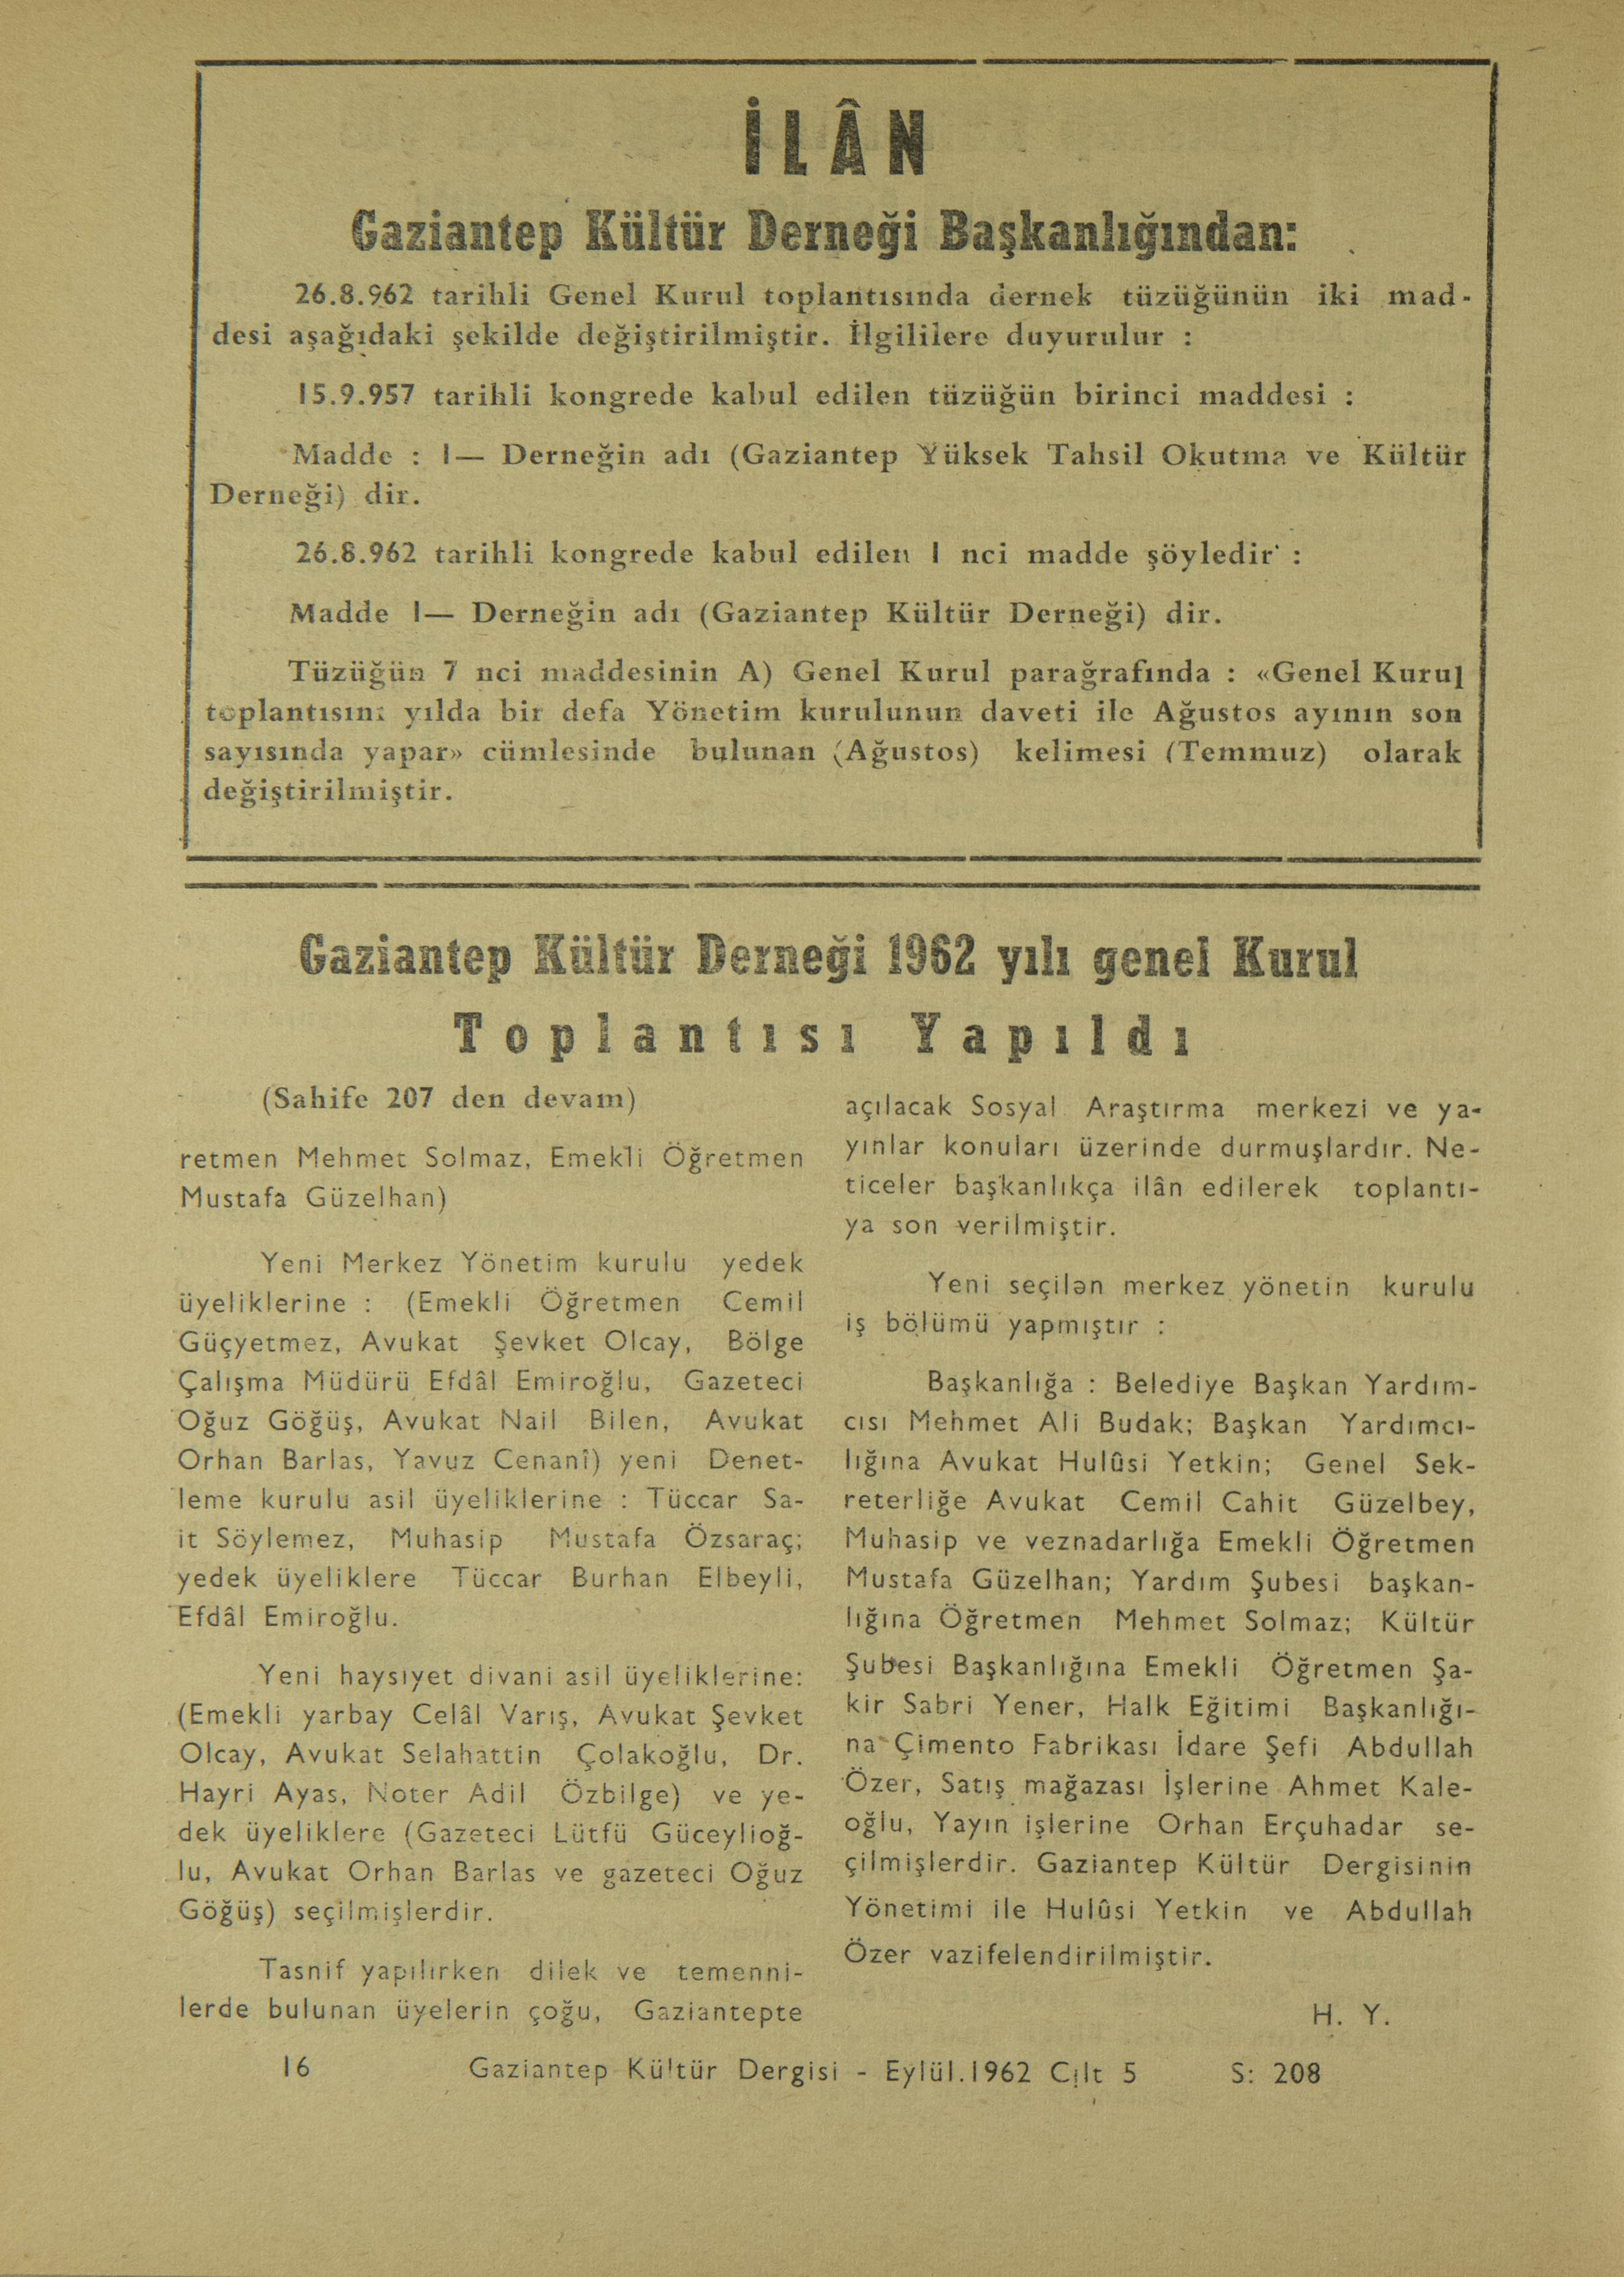 İLÂN
Gaziantep Kültür Derneği Başkanlığından:
26.8.962 tarihli Genel Kurul toplantısında dernek tüzüğünün iki mad-
desi aşağıdaki şekilde değiştirilmiştir. İlgililere duyurulur :
15.9.957 tarihli kongrede kabul edilen tüzüğün birinci maddesi :
Madde : 1— Derneğin adı (Gaziantep Yüksek Tahsil Okutma ve Kültür
Derneği) dir.
26.8.962 tarihli kongrede kabul edilen 1 nci madde şöyledir :
Madde 1— Derneğin adı (Gaziantep Kültür Derneği) dir.
Tüzüğün 7 nci maddesinin A) Genel Kurul parağrafında : «Genel Kurul
toplantısını yılda bir defa Yönetim kurulunun daveti ile Ağustos ayının son
sayısında yapar» cümlesinde bulunan (Ağustos) kelimesi (Temmuz) olarak
değiştirilmiştir.
Gaziantep Kültür Derneği 1962 yılı genel Kurul
Toplantısı Yapıldı
(Sahife 207 den devam)
retmen Mehmet Solmaz, Emekli Öğretmen
Mustafa Güzelhan)
Yeni Merkez Yönetim kurulu yedek
üyeliklerine : (Emekli Öğretmen Cemil
Güçyetmez, Avukat Şevket Olcay, Bölge
Çalışma Müdürü Efdâl Emiroğlu, Gazeteci
Oğuz Göğüş, Avukat Nail Bilen, Avukat
Orhan Barlas, Yavuz Cenanî) yeni Denet-
leme kurulu asil üyeliklerine : Tüccar Sa-
it Söylemez, Muhasip Mustafa Özsaraç;
yedek üyeliklere Tüccar Burhan Elbeyli,
Efdâl Emiroğlu.
Yeni haysıyet divani asil üyeliklerine:
(Emekli yarbay Celâl Varış, Avukat Şevket
Olcay, Avukat Selahattin Çolakoğlu, Dr.
Hayri Ayas, Noter Adil Özbilge) ve ye-
dek üyeliklere (Gazeteci Lütfü Güceylioğ-
lu, Avukat Orhan Barlas ve gazeteci Oğuz
Göğüş) seçilmişlerdir.
Tasnif yapılırken dilek ve temenni-
lerde bulunan üyelerin çoğu, Gaziantepte
açılacak Sosyal Araştırma merkezi ve ya-
yınlar konuları üzerinde durmuşlardır. Ne-
ticeler başkanlıkça ilân edilerek toplantı-
ya son verilmiştir.
Yeni seçilən merkez yönetin kurulu
iş bölümü yapmıştır :
Başkanlığa : Belediye Başkan Yardım-
cısı Mehmet Ali Budak; Başkan Yardımcı-
lığına Avukat Hulûsi Yetkin; Genel Sek-
reterliğe Avukat Cemil Cahit Güzelbey,
Muhasip ve veznadarlığa Emekli Öğretmen
Mustafa Güzelhan; Yardım Şubesi başkan-
lığına Öğretmen Mehmet Solmaz; Kültür
Şubesi Başkanlığına Emekli Öğretmen Şa-
kir Sabri Yener, Halk Eğitimi Başkanlığı-
na Çimento Fabrikası İdare Şefi Abdullah
Özer, Satış mağazası İşlerine Ahmet Kale-
oğlu, Yayın işlerine Orhan Erçuhadar se-
çilmişlerdir. Gaziantep Kültür Dergisinin
Yönetimi ile Hulûsi Yetkin ve Abdullah
Özer vazifelendirilmiştir.
H. Y.
16 Gaziantep Kültür Dergisi - Eylül.1962 Cilt 5 S: 208